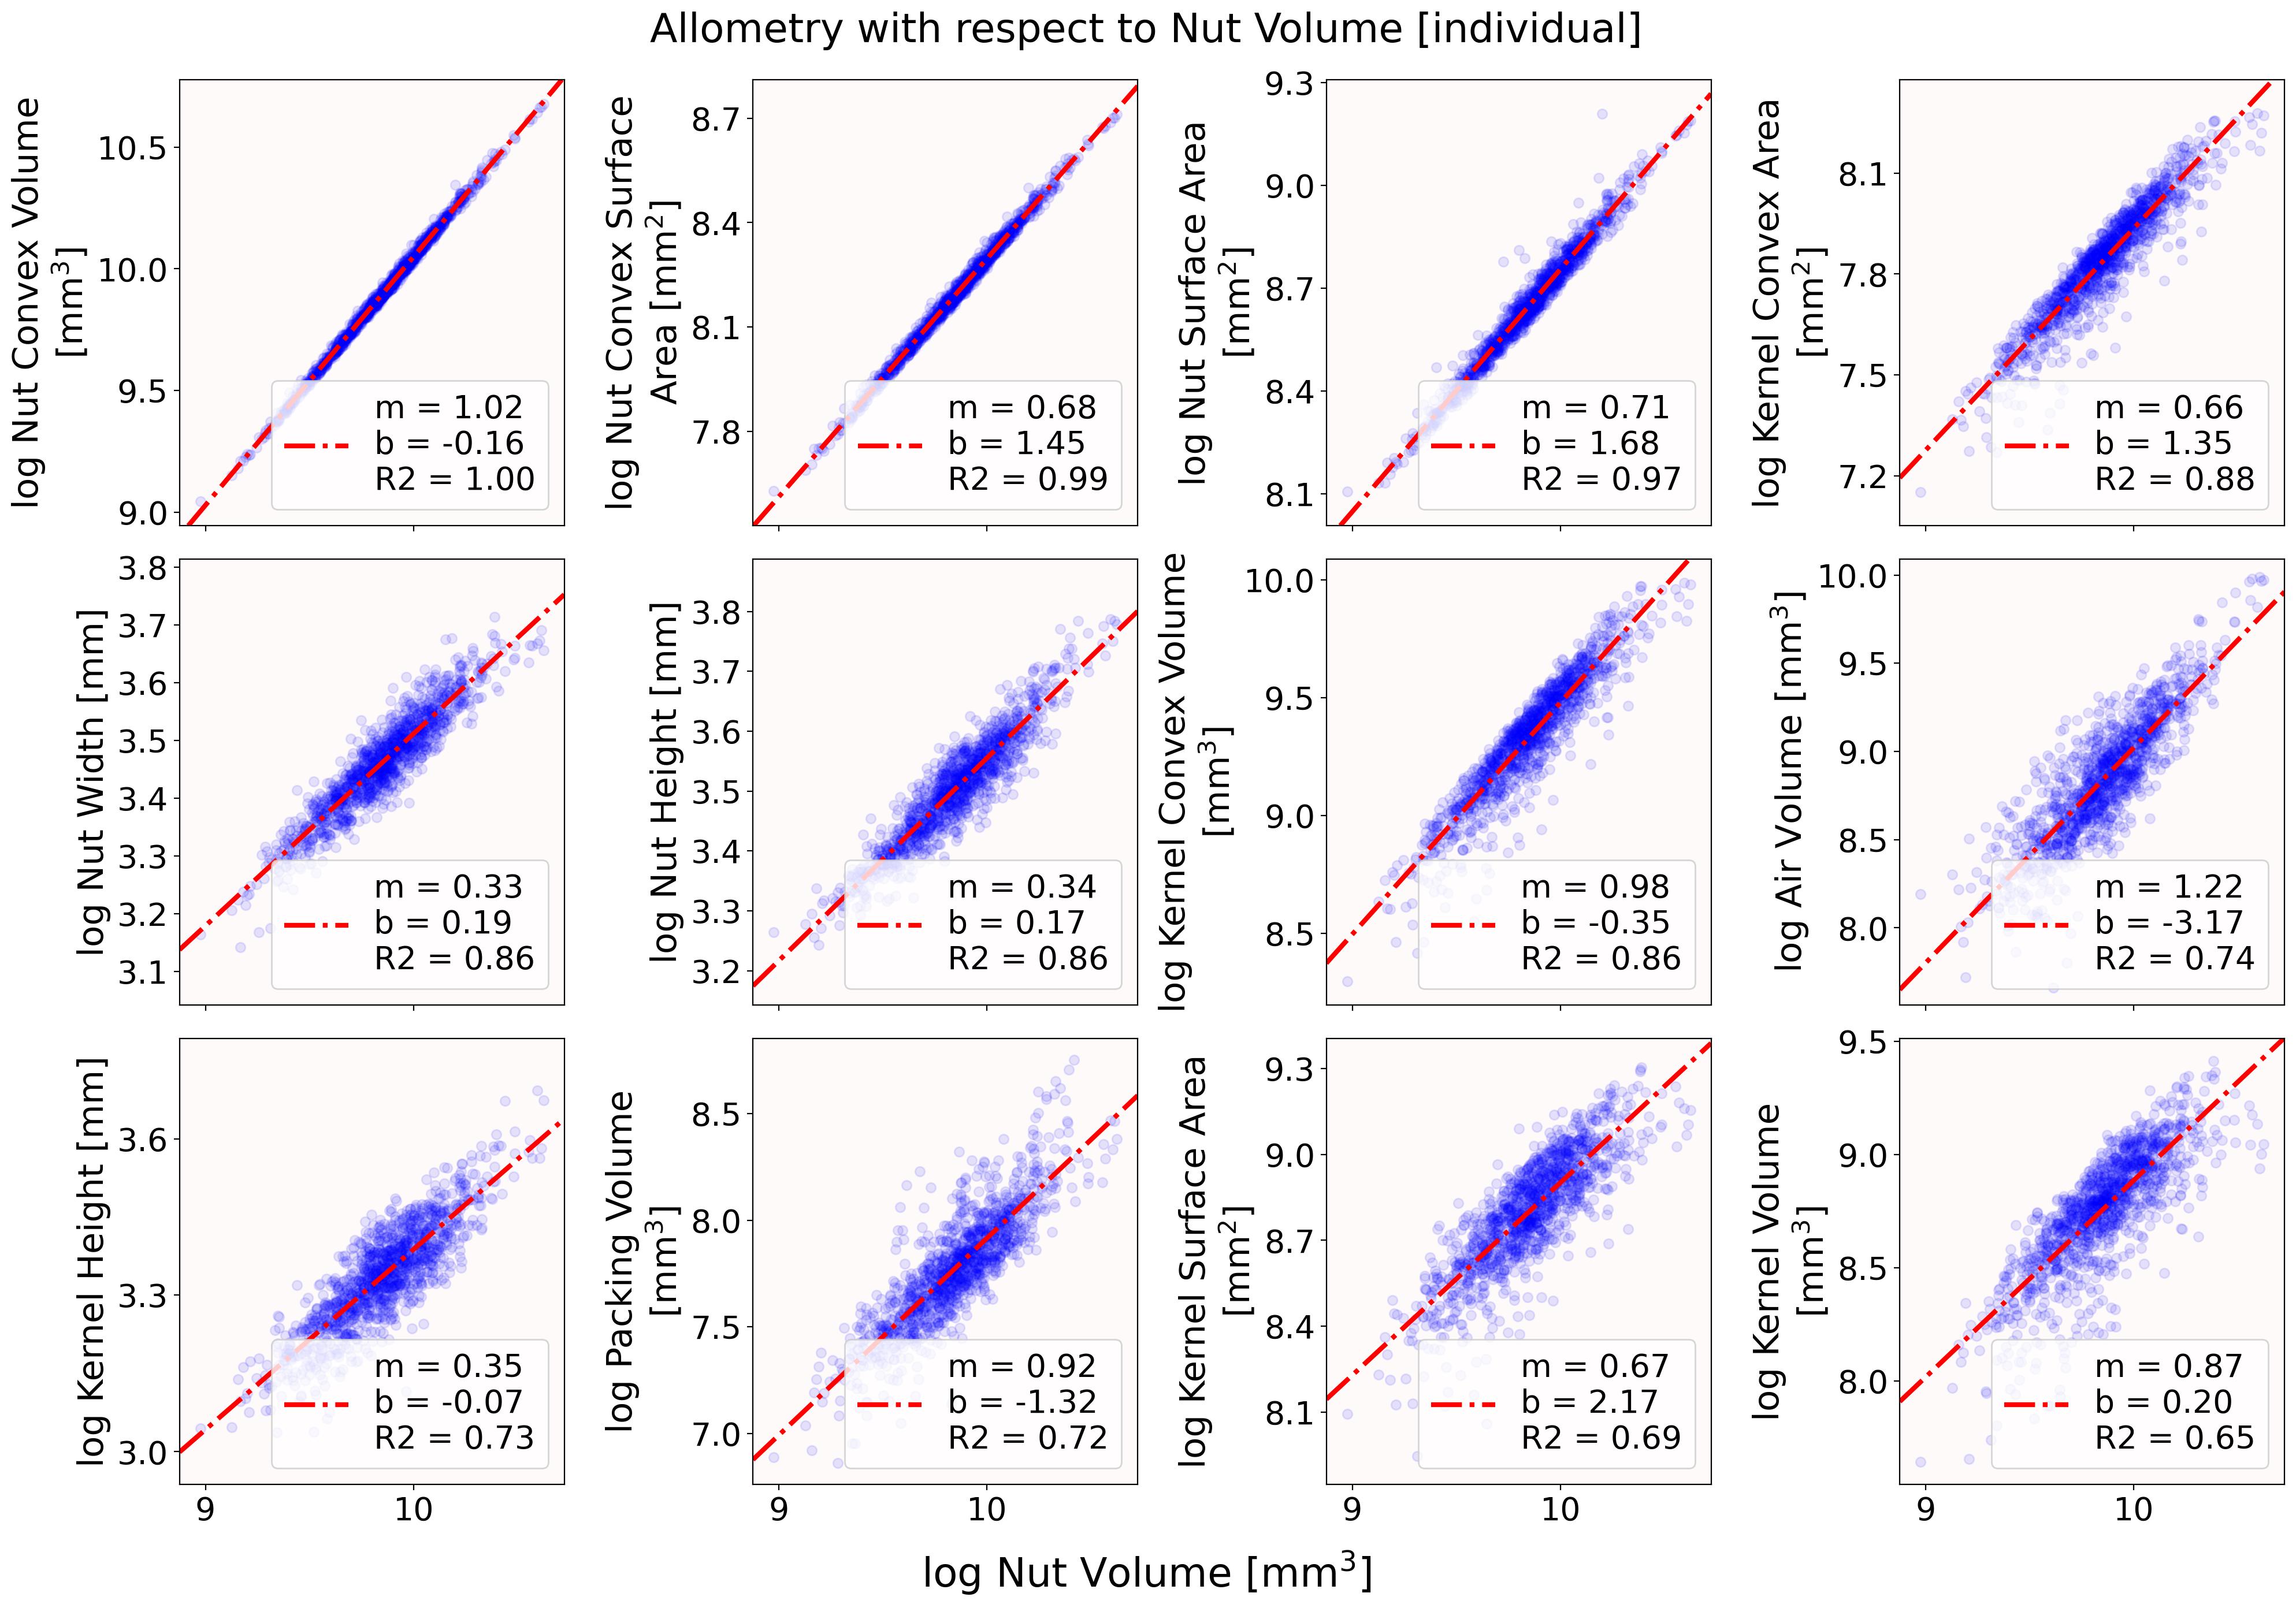 Allometry with respect to Nut Volume [individual]
log Nut Convex Volume
[mm³]
10.5
10.0
9.5
9.0
m = 1.02
b = -0.16
R2 = 1.00
log Nut Convex Surface
Area [mm²]
8.7
8.4
8.1
7.8
m = 0.68
b = 1.45
R2 = 0.99
log Nut Surface Area
[mm²]
9.3
9.0
8.7
8.4
8.1
m = 0.71
b = 1.68
R2 = 0.97
log Kernel Convex Area
[mm²]
8.1
7.8
7.5
7.2
m = 0.66
b = 1.35
R2 = 0.88
log Nut Width [mm]
3.8
3.7
3.6
3.5
3.4
3.3
3.2
3.1
m = 0.33
b = 0.19
R2 = 0.86
log Nut Height [mm]
3.8
3.7
3.6
3.5
3.4
3.3
3.2
m = 0.34
b = 0.17
R2 = 0.86
log Kernel Convex Volume
[mm³]
10.0
9.5
9.0
8.5
m = 0.98
b = -0.35
R2 = 0.86
log Air Volume [mm³]
10.0
9.5
9.0
8.5
8.0
m = 1.22
b = -3.17
R2 = 0.74
log Kernel Height [mm]
3.6
3.3
3.0
m = 0.35
b = -0.07
R2 = 0.73
9 10
log Packing Volume
[mm³]
8.5
8.0
7.5
7.0
m = 0.92
b = -1.32
R2 = 0.72
9 10
log Kernel Surface Area
[mm²]
9.3
9.0
8.7
8.4
8.1
m = 0.67
b = 2.17
R2 = 0.69
9 10
log Kernel Volume
[mm³]
9.5
9.0
8.5
8.0
m = 0.87
b = 0.20
R2 = 0.65
9 10
log Nut Volume [mm³]